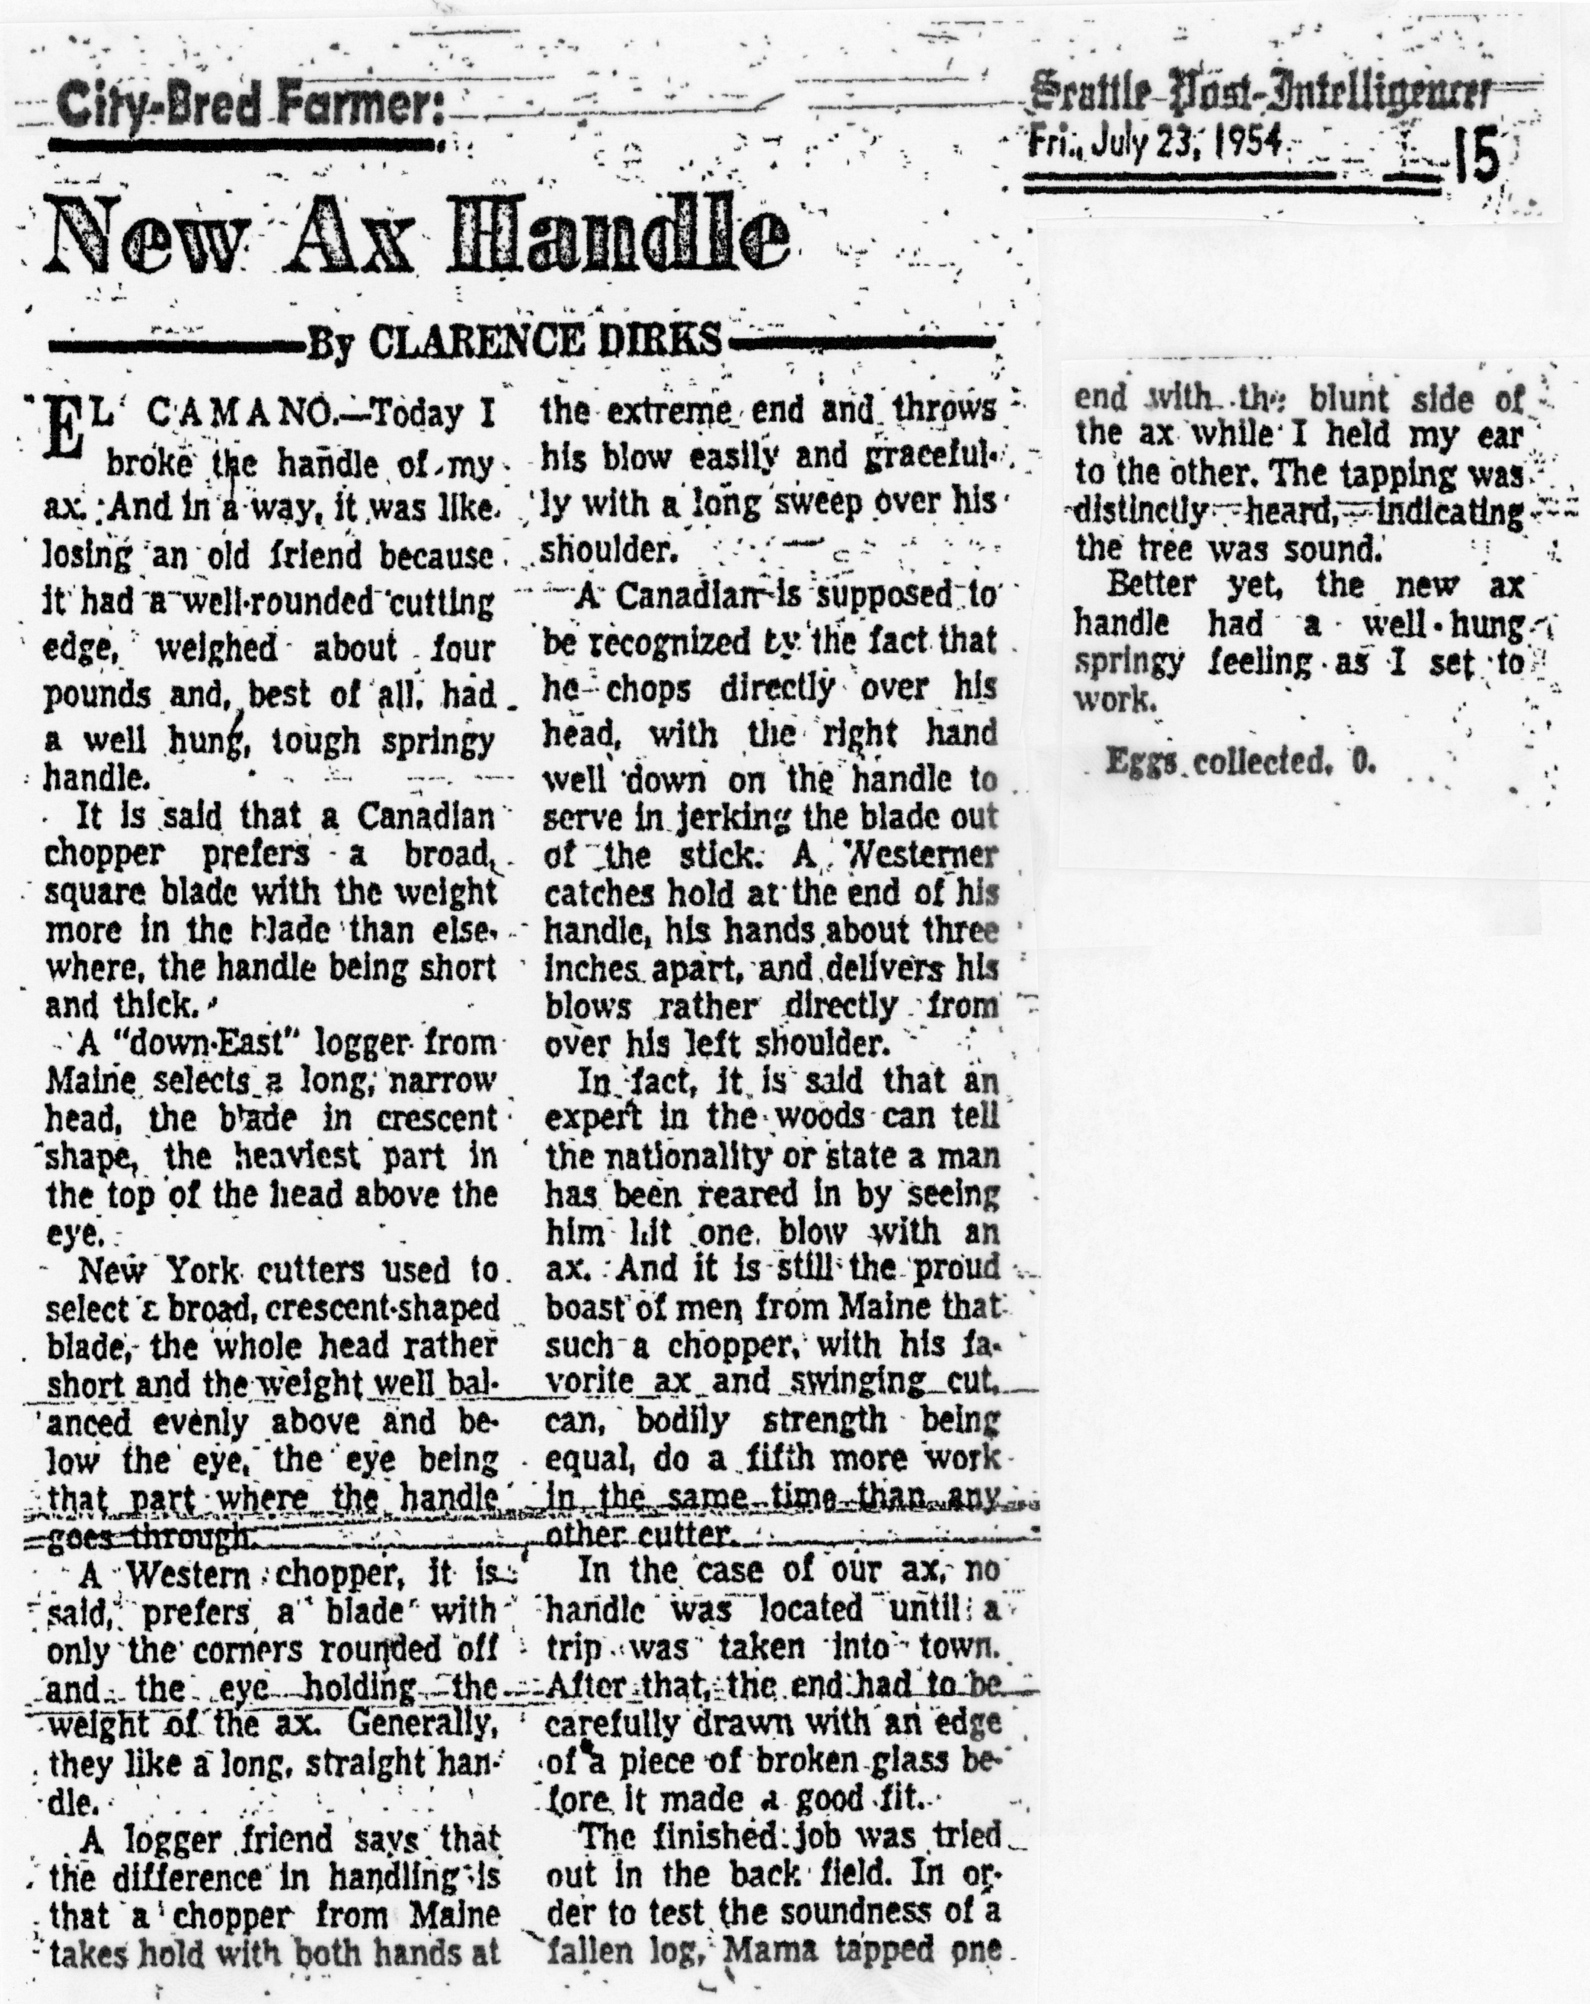 City-Bred Farmer:
Seattle Post-Intelligencer
Fri., July 23, 1954
15
New Ax Handle
By CLARENCE DIRKS
EL CAMANO.—Today I
broke the handle of my
ax. And in a way, it was like
losing an old friend because
it had a well-rounded cutting
edge, weighed about four
pounds and, best of all, had
a well hung, tough springy
handle.
It is said that a Canadian
chopper prefers a broad,
square blade with the weight
more in the blade than else-
where, the handle being short
and thick.
A "down-East" logger from
Maine selects a long, narrow
head, the blade in crescent
shape, the heaviest part in
the top of the head above the
eye.
New York cutters used to
select a broad, crescent-shaped
blade, the whole head rather
short and the weight well bal-
anced evenly above and be-
low the eye, the eye being
that part where the handle
goes through.
A Western chopper, it is
said, prefers a blade with
only the corners rounded off
and the eye holding the
weight of the ax. Generally,
they like a long, straight han-
dle.
A logger friend says that
the difference in handling is
that a chopper from Maine
takes hold with both hands at
the extreme end and throws
his blow easily and graceful-
ly with a long sweep over his
shoulder.
A Canadian is supposed to
be recognized by the fact that
he chops directly over his
head, with the right hand
well down on the handle to
serve in jerking the blade out
of the stick. A Westerner
catches hold at the end of his
handle, his hands about three
inches apart, and delivers his
blows rather directly from
over his left shoulder.
In fact, it is said that an
expert in the woods can tell
the nationality or state a man
has been reared in by seeing
him hit one blow with an
ax. And it is still the proud
boast of men from Maine that
such a chopper, with his fa-
vorite ax and swinging cut,
can, bodily strength being
equal, do a fifth more work
in the same time than any
other cutter.
In the case of our ax, no
handle was located until a
trip was taken into town.
After that, the end had to be
carefully drawn with an edge
of a piece of broken glass be-
fore it made a good fit.
The finished job was tried
out in the back field. In or-
der to test the soundness of a
fallen log, Mama tapped one
end with the blunt side of
the ax while I held my ear
to the other. The tapping was
distinctly heard, indicating
the tree was sound.
Better yet, the new ax
handle had a well-hung
springy feeling as I set to
work.
Eggs collected, 0.